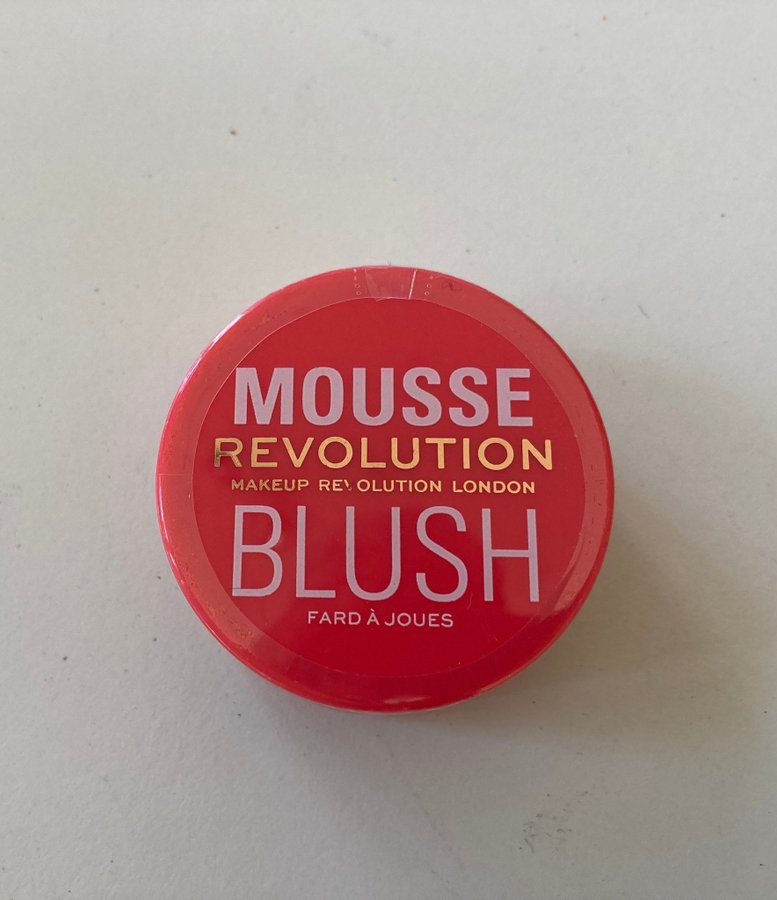 MOUSSE
REVOLUTION
MAKEUP REVOLUTION LONDON
BLUSH
FARD À JOUES